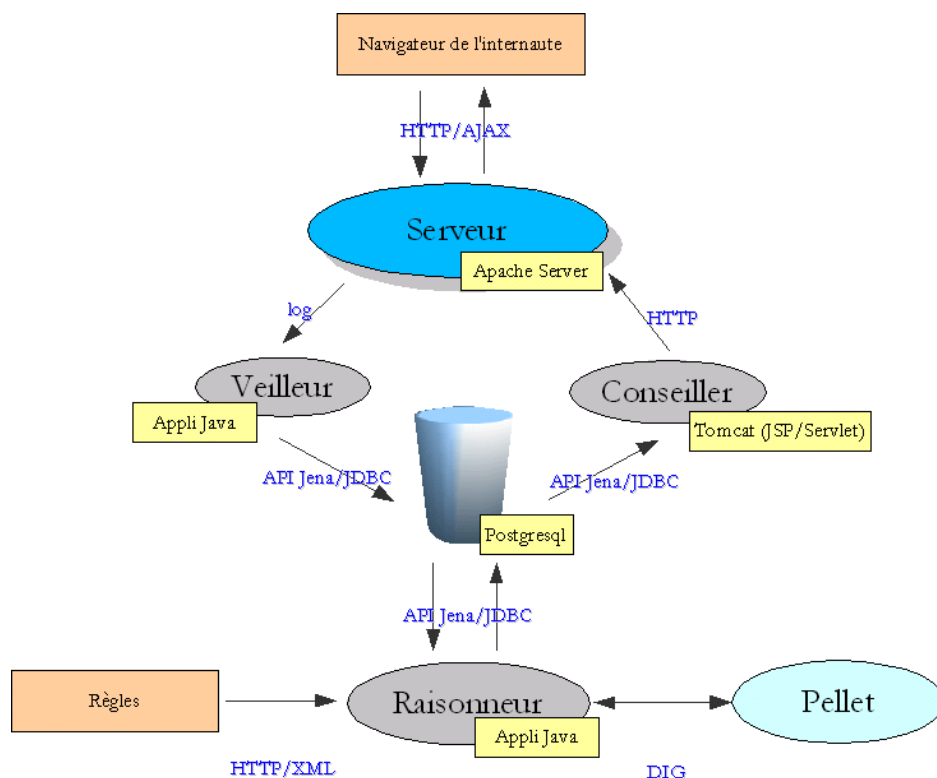 Navigateur de l'internaute
HTTP/AJAX
Serveur
Apache Server
log
HTTP
Veilleur
Appli Java
Conseiller
Tomcat (JSP/Servlet)
API Jena/JDBC
API Jena/JDBC
Postgresql
API Jena/JDBC
Règles
Raisonneur
Appli Java
Pellet
HTTP/XML
DIG